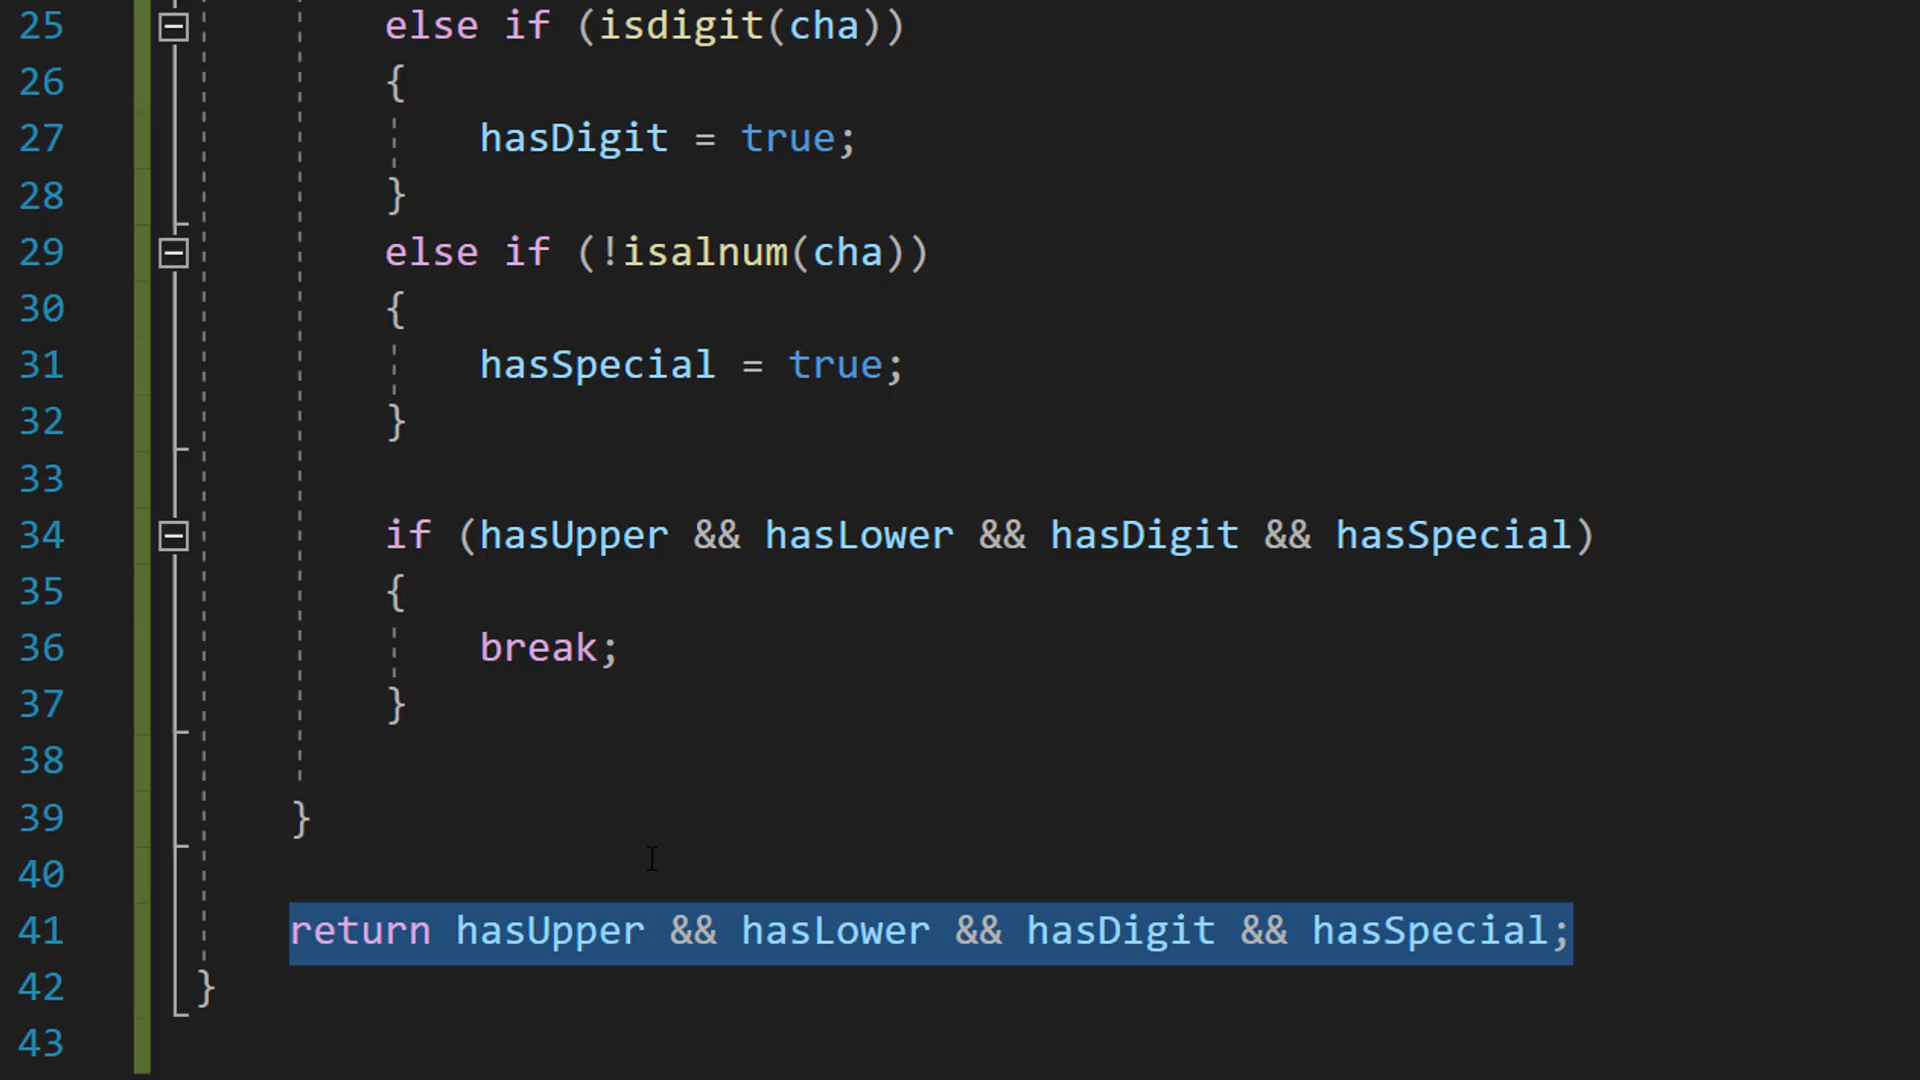 25 else if (isdigit(cha))
26 {
27 hasDigit = true;
28 }
29 else if (!isalnum(cha))
30 {
31 hasSpecial = true;
32 }
33
34 if (hasUpper && hasLower && hasDigit && hasSpecial)
35 {
36 break;
37 }
38
39 }
40
41 return hasUpper && hasLower && hasDigit && hasSpecial;
42 }
43